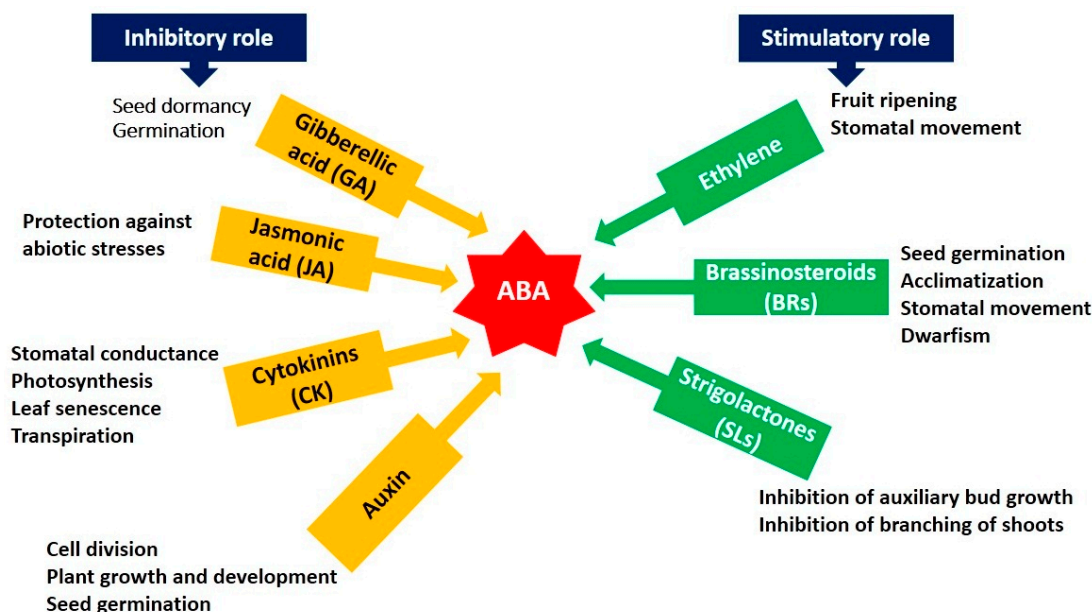 Inhibitory role
Seed dormancy
Germination
Gibberellic
acid (GA)
Protection against
abiotic stresses
Jasmonic
acid (JA)
Stomatal conductance
Photosynthesis
Leaf senescence
Transpiration
Cytokinins
(CK)
Auxin
Cell division
Plant growth and development
Seed germination
ABA
Stimulatory role
Fruit ripening
Stomatal movement
Ethylene
Brassinosteroids
(BRs)
Seed germination
Acclimatization
Stomatal movement
Dwarfism
Strigolactones
(SLs)
Inhibition of auxiliary bud growth
Inhibition of branching of shoots